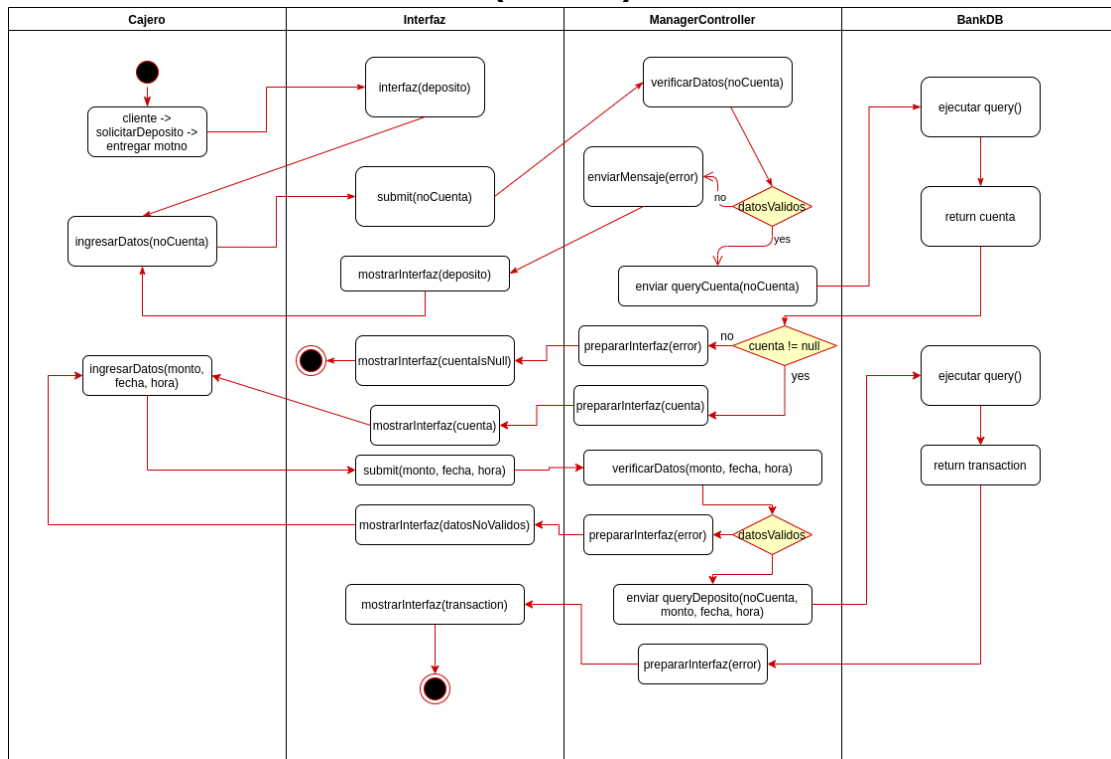 Cajero
Interfaz
ManagerController
BankDB
cliente ->
solicitarDeposito ->
entregar motno
interfaz(deposito)
verificarDatos(noCuenta)
ejecutar query()
enviarMensaje(error)
no
datosValidos
yes
submit(noCuenta)
return cuenta
ingresarDatos(noCuenta)
mostrarInterfaz(deposito)
enviar queryCuenta(noCuenta)
mostrarInterfaz(cuentaIsNull)
prepararInterfaz(error)
no
cuenta != null
yes
ingresarDatos(monto,
fecha, hora)
ejecutar query()
mostrarInterfaz(cuenta)
prepararInterfaz(cuenta)
submit(monto, fecha, hora)
verificarDatos(monto, fecha, hora)
return transaction
mostrarInterfaz(datosNoValidos)
prepararInterfaz(error)
datosValidos
mostrarInterfaz(transaction)
enviar queryDeposito(noCuenta,
monto, fecha, hora)
prepararInterfaz(error)